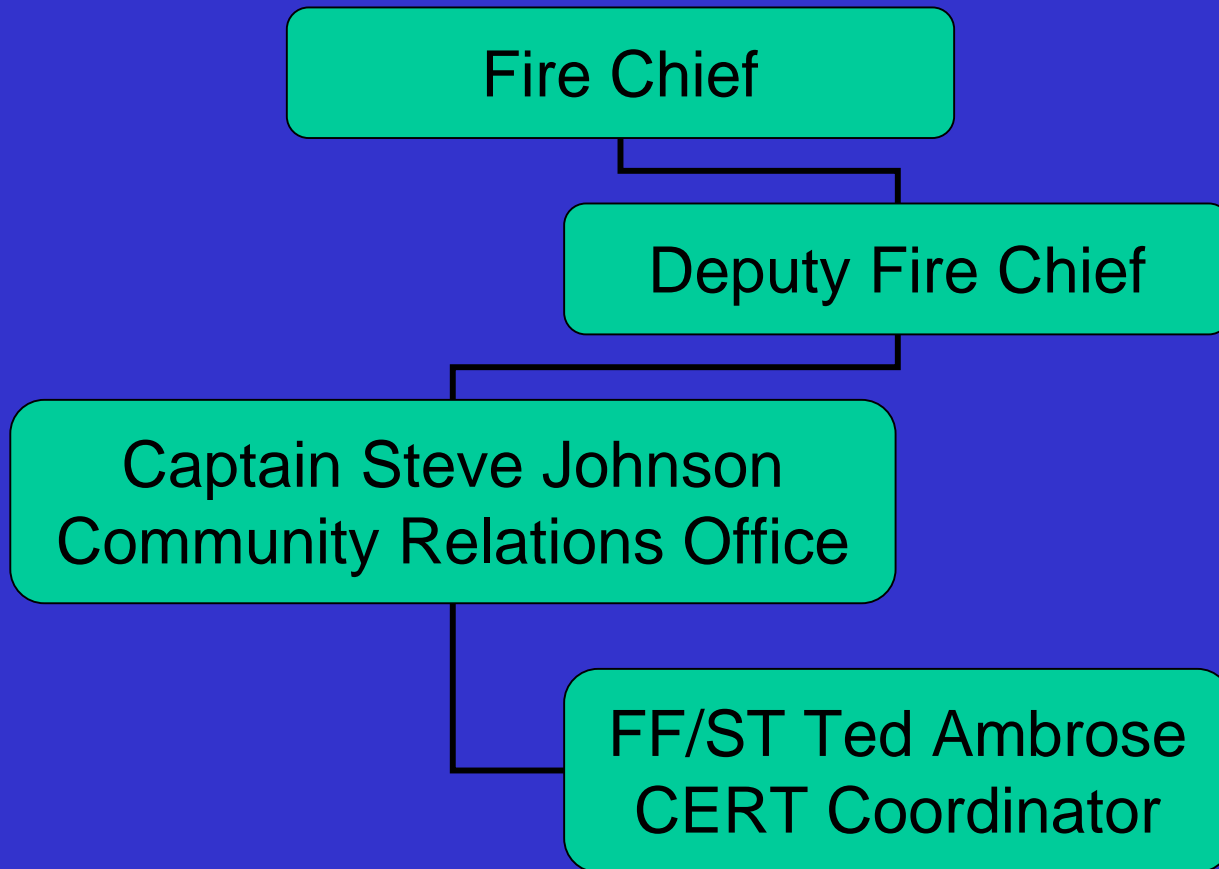 Fire Chief
Deputy Fire Chief
Captain Steve Johnson
Community Relations Office
FF/ST Ted Ambrose
CERT Coordinator